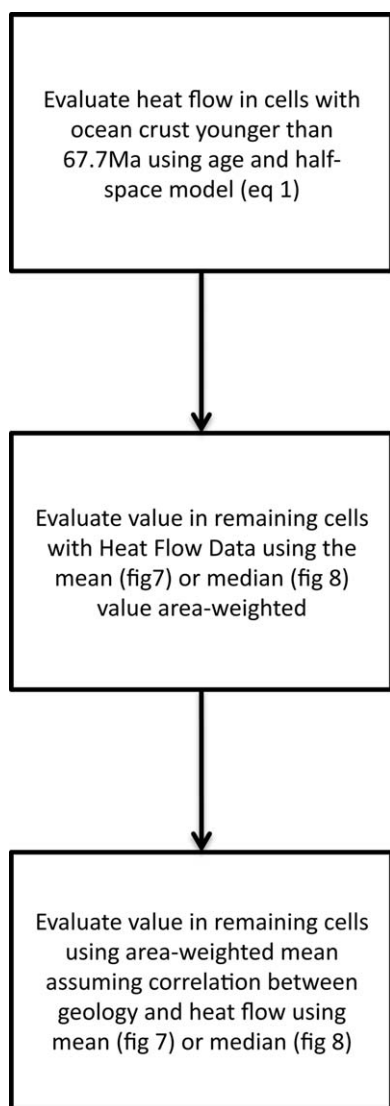 Evaluate heat flow in cells with
ocean crust younger than
67.7Ma using age and half-
space model (eq 1)
Evaluate value in remaining cells
with Heat Flow Data using the
mean (fig7) or median (fig 8)
value area-weighted
Evaluate value in remaining cells
using area-weighted mean
assuming correlation between
geology and heat flow using
mean (fig 7) or median (fig 8)